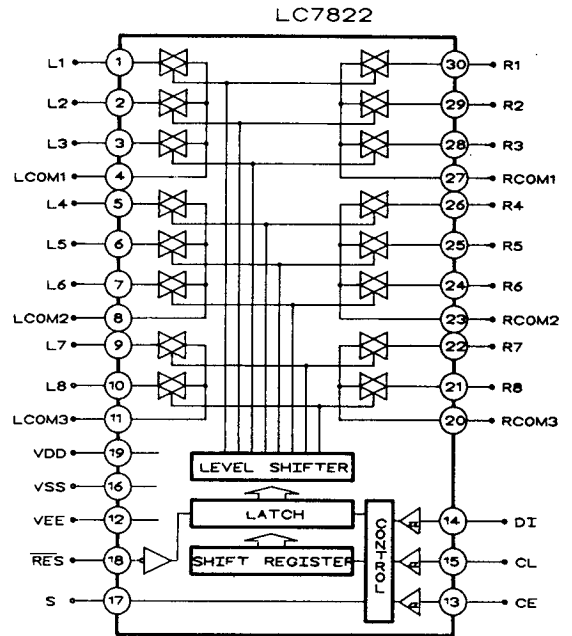 LC7822
L1 1 30 R1
L2 2 29 R2
L3 3 28 R3
LCOM1 4 27 RCOM1
L4 5 26 R4
L5 6 25 R5
L6 7 24 R6
LCOM2 8 23 RCOM2
L7 9 22 R7
L8 10 21 R8
LCOM3 11 20 RCOM3
VDD 19
LEVEL SHIFTER
VSS 16
VEE 12 LATCH 14 DI
RES 18 SHIFT REGISTER 15 CL
CONTROL
S 17 13 CE